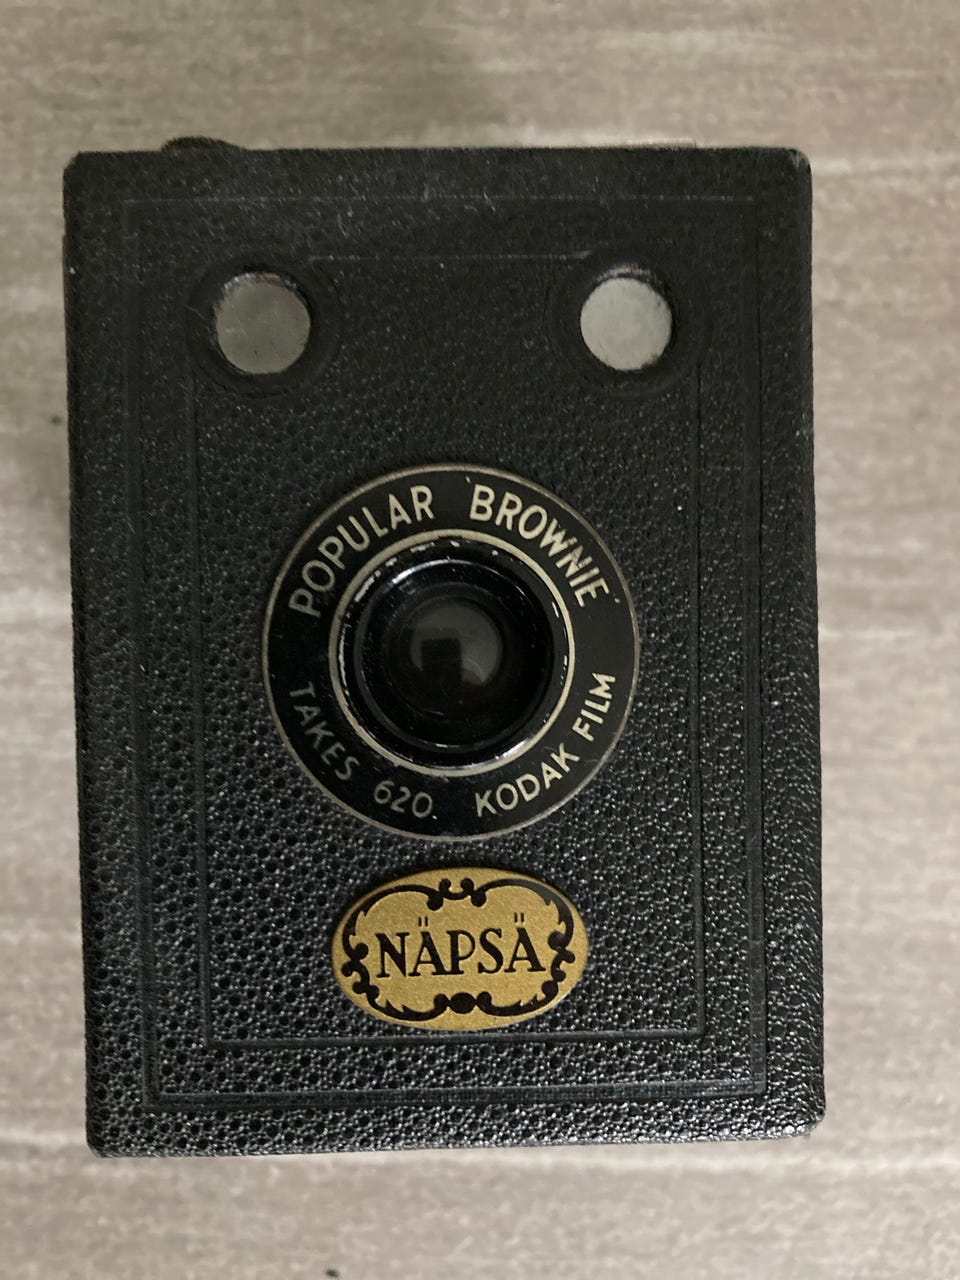 POPULAR BROWNIE
TAKES 620 KODAK FILM
NÄPSÄ